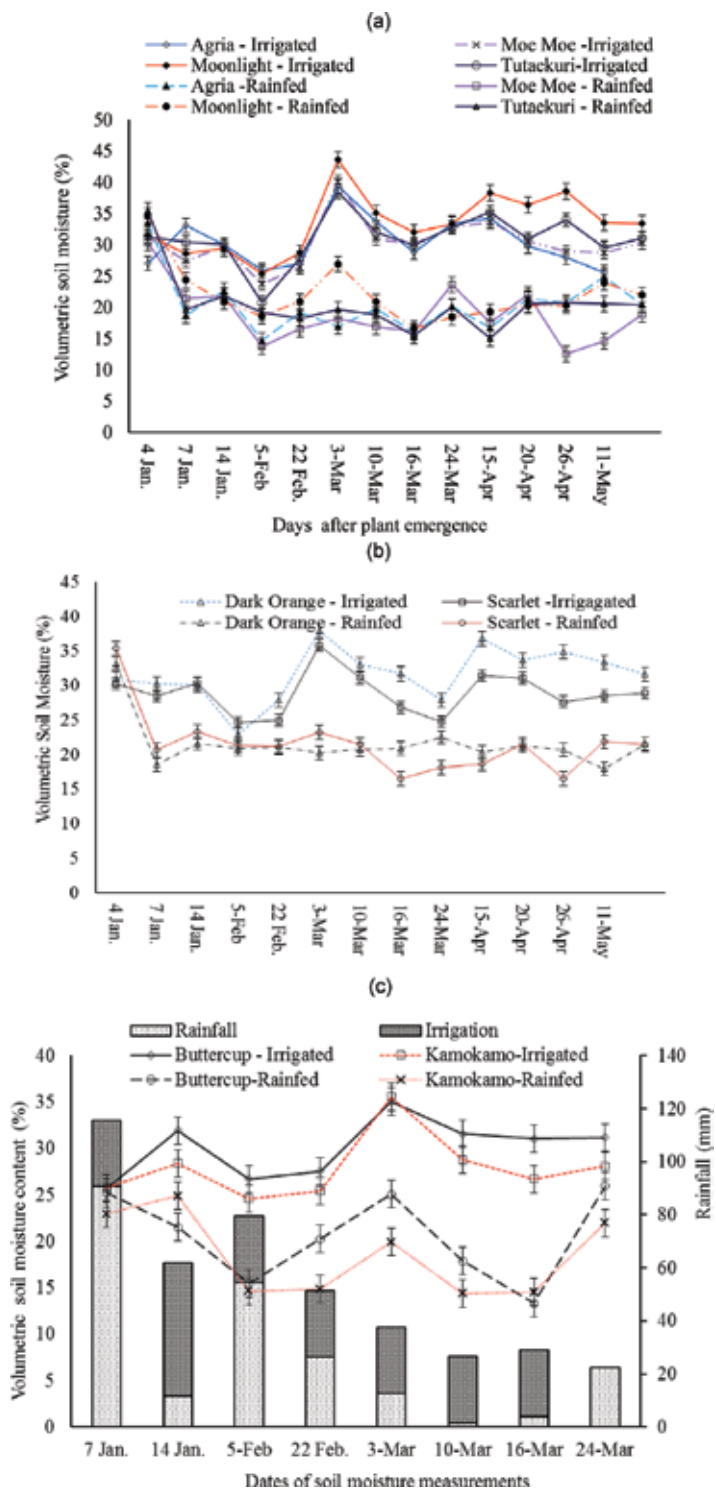 (a)
Agria - Irrigated
Moe Moe -Irrigated
Moonlight - Irrigated
Tutaekuri-Irrigated
Agria -Rainfed
Moe Moe - Rainfed
Moonlight - Rainfed
Tutaekuri - Rainfed
Volumetric soil moisture (%)
50
45
40
35
30
25
20
15
10
5
0
4 Jan.
7 Jan.
14 Jan.
5-Feb
22 Feb.
3-Mar
10-Mar
16-Mar
24-Mar
15-Apr
20-Apr
26-Apr
11-May
Days after plant emergence
(b)
Dark Orange - Irrigated
Scarlet -Irrigagated
Dark Orange - Rainfed
Scarlet - Rainfed
Volumetric Soil Moisture (%)
45
40
35
30
25
20
15
10
5
0
4 Jan.
7 Jan.
14 Jan.
5-Feb
22 Feb.
3-Mar
10-Mar
16-Mar
24-Mar
15-Apr
20-Apr
26-Apr
11-May
(c)
Rainfall
Irrigation
Buttercup - Irrigated
Kamokamo-Irrigated
Buttercup-Rainfed
Kamokamo-Rainfed
Volumetric soil moisture content (%)
40
35
30
25
20
15
10
5
0
140
120
100
80
60
40
20
0
Rainfall (mm)
7 Jan.
14 Jan.
5-Feb
22 Feb.
3-Mar
10-Mar
16-Mar
24-Mar
Dates of soil moisture measurements